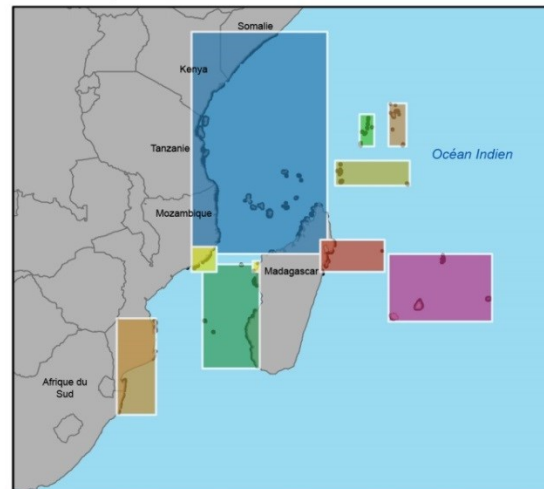 Somalie
Kenya
Tanzanie
Océan Indien
Mozambique
Madagascar
Afrique du
Sud